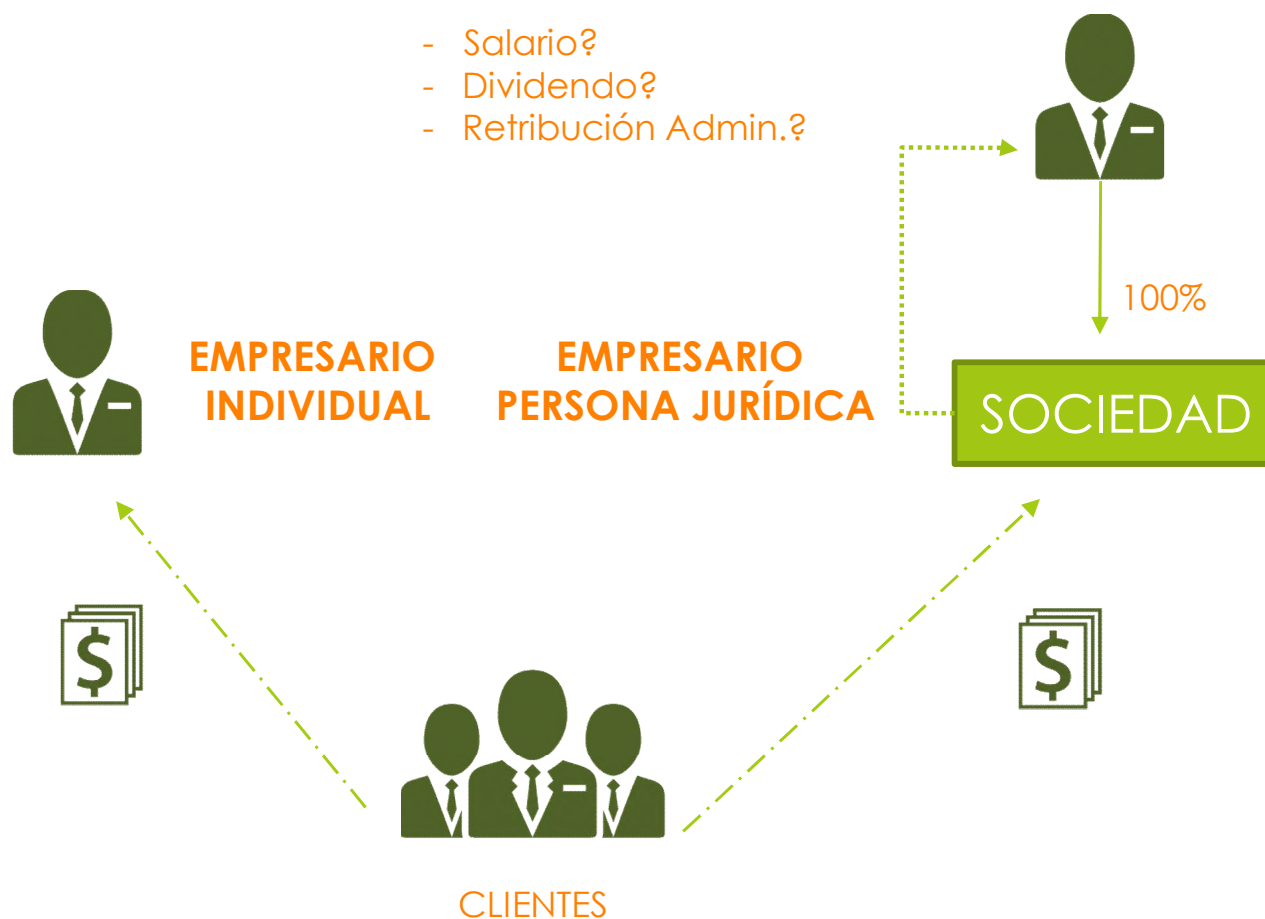 - Salario?
- Dividendo?
- Retribución Admin.?
100%
EMPRESARIO
INDIVIDUAL
EMPRESARIO
PERSONA JURÍDICA
SOCIEDAD
$
$
CLIENTES